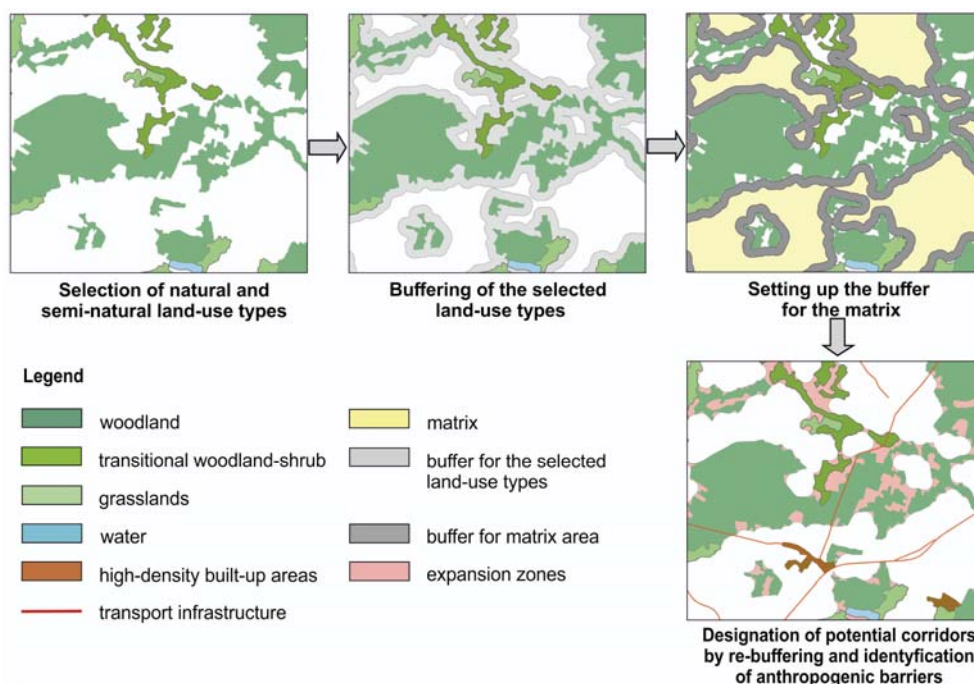 Selection of natural and
semi-natural land-use types
Buffering of the selected
land-use types
Setting up the buffer
for the matrix
Legend
woodland
transitional woodland-shrub
grasslands
water
high-density built-up areas
transport infrastructure
matrix
buffer for the selected
land-use types
buffer for matrix area
expansion zones
Designation of potential corridors
by re-buffering and identyfication
of anthropogenic barriers